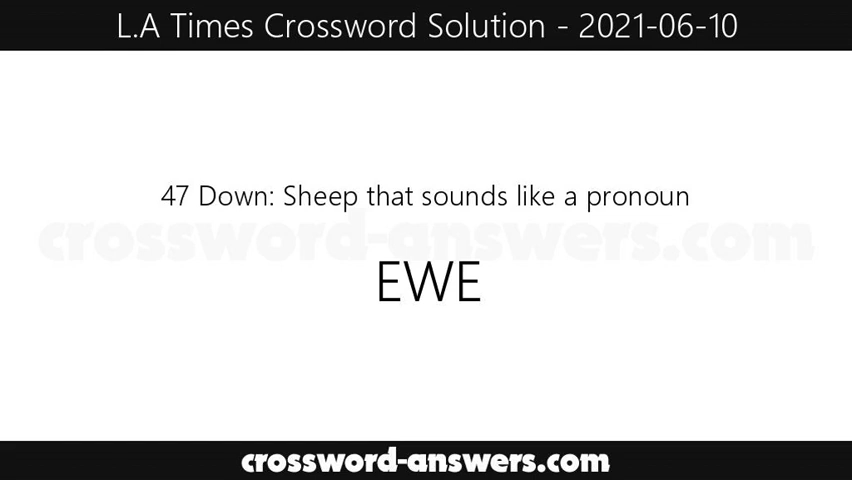 L.A Times Crossword Solution - 2021-06-10
47 Down: Sheep that sounds like a pronoun
crossword-answers.com
EWE
crossword-answers.com